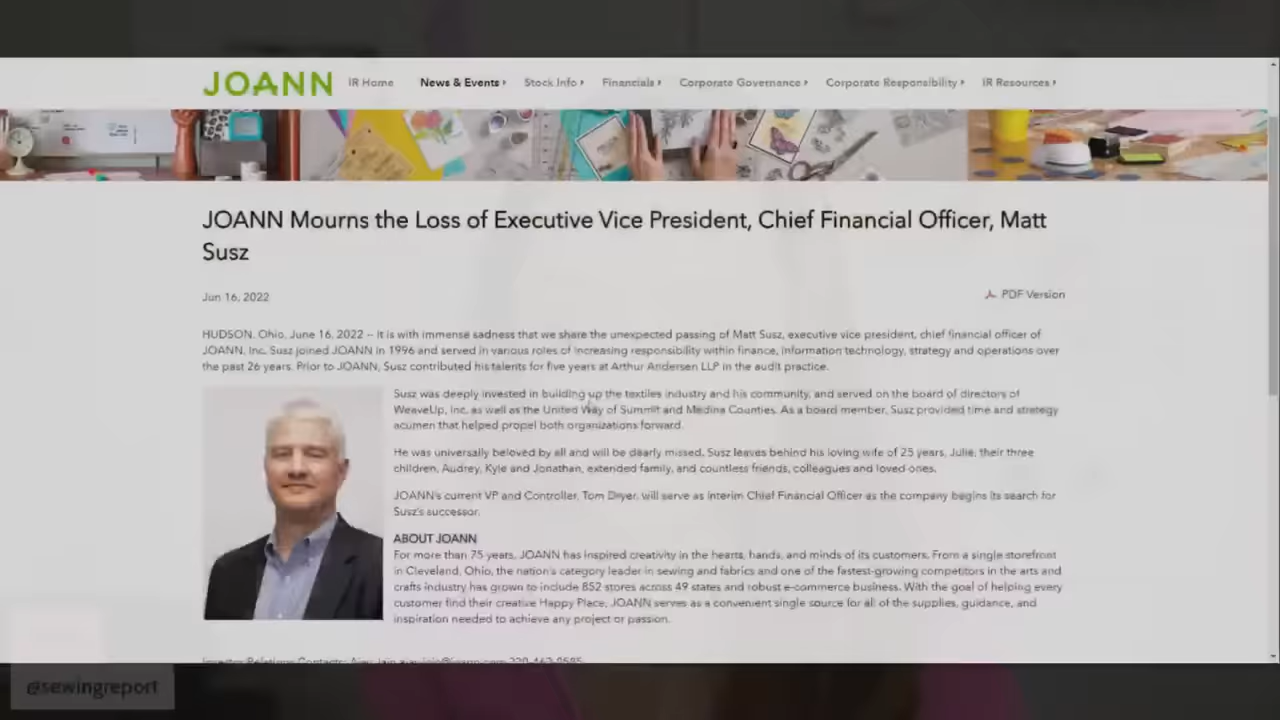 JOANN IR Home News & Events Stock Info Financials Corporate Governance Corporate Responsibility IR Resources
JOANN Mourns the Loss of Executive Vice President, Chief Financial Officer, Matt
Susz
Jun 16, 2022
PDF Version
HUDSON, Ohio, June 16, 2022 – It is with immense sadness that we share the unexpected passing of Matt Susz, executive vice president, chief financial officer of
JOANN, Inc. Susz joined JOANN in 1996 and served in various roles of increasing responsibility within finance, information technology, strategy and operations over
the past 26 years. Prior to JOANN, Susz contributed his talents for five years at Arthur Andersen LLP in the audit practice.
Susz was deeply invested in building up the textiles industry and his community, and served on the board of directors of
WeaveUp, Inc. as well as the United Way of Summit and Medina Counties. As a board member, Susz provided time and strategy
acumen that helped propel both organizations forward.
He was universally beloved by all and will be dearly missed. Susz leaves behind his loving wife of 25 years, Julie, their three
children, Audrey, Kyle and Jonathan, extended family, and countless friends, colleagues and loved ones.
JOANN's current VP and Controller, Tom Dryer, will serve as interim Chief Financial Officer as the company begins its search for
Susz's successor.
ABOUT JOANN
For more than 75 years, JOANN has inspired creativity in the hearts, hands, and minds of its customers. From a single storefront
in Cleveland, Ohio, the nation's category leader in sewing and fabrics and one of the fastest-growing competitors in the arts and
crafts industry has grown to include 852 stores across 49 states and robust e-commerce business. With the goal of helping every
customer find their creative Happy Place, JOANN serves as a convenient single source for all of the supplies, guidance, and
inspiration needed to achieve any project or passion.
Investor Relations Contacts:
@sewingreport